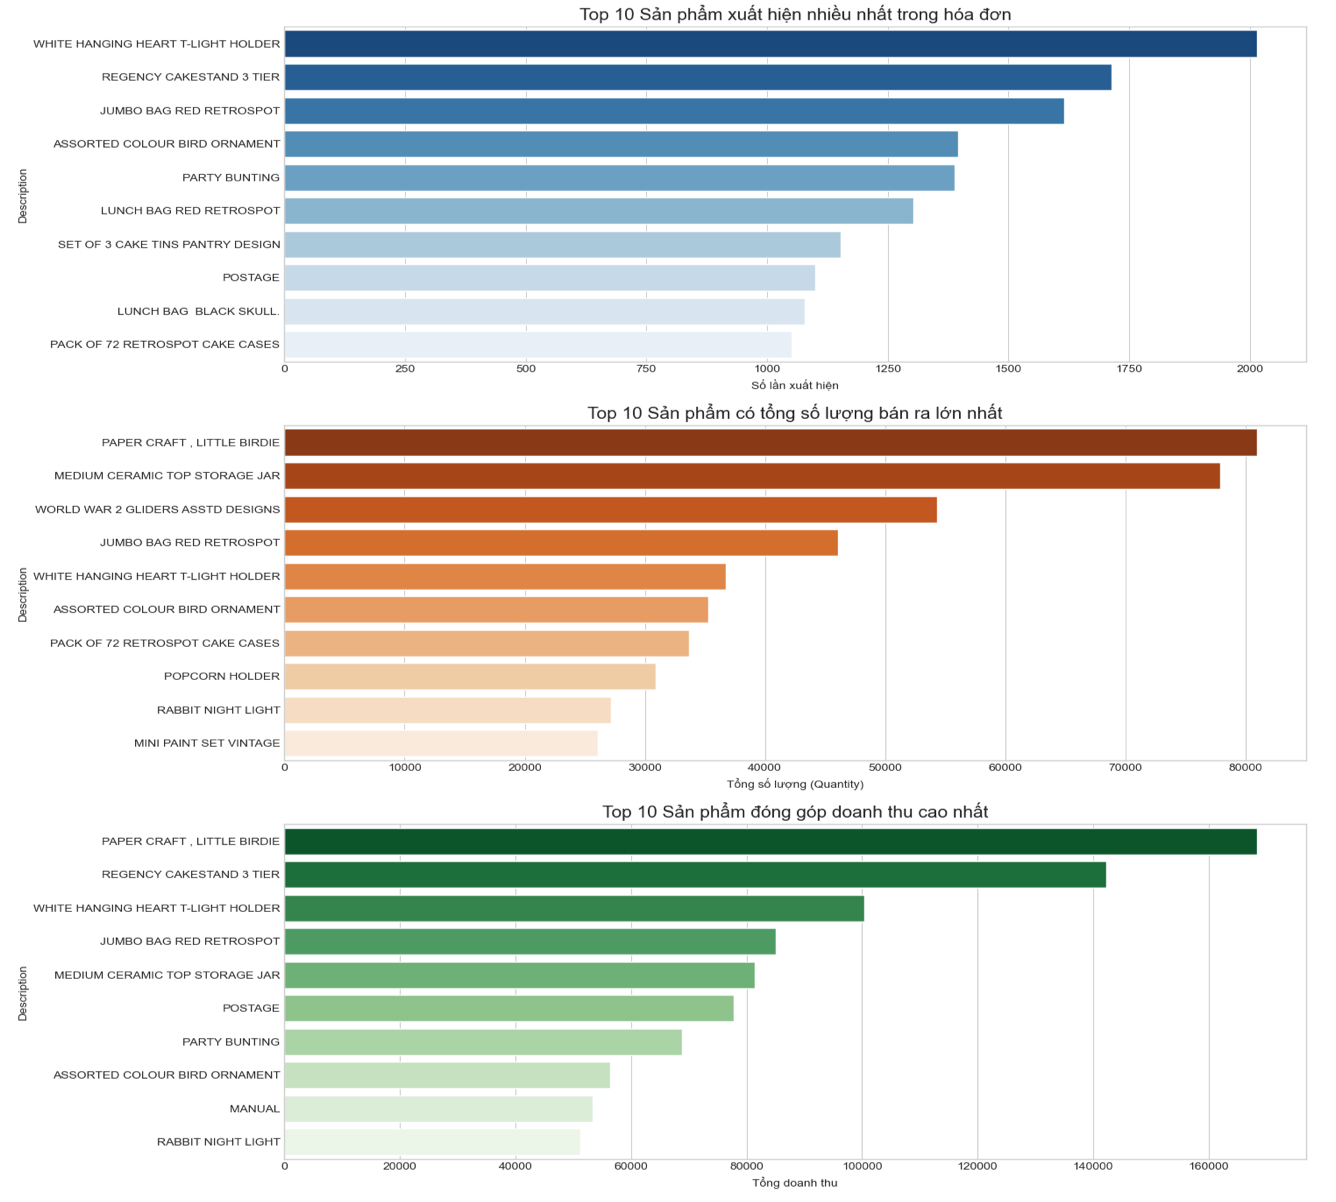 Top 10 Sản phẩm xuất hiện nhiều nhất trong hóa đơn
Description
WHITE HANGING HEART T-LIGHT HOLDER
REGENCY CAKESTAND 3 TIER
JUMBO BAG RED RETROSPOT
ASSORTED COLOUR BIRD ORNAMENT
PARTY BUNTING
LUNCH BAG RED RETROSPOT
SET OF 3 CAKE TINS PANTRY DESIGN
POSTAGE
LUNCH BAG  BLACK SKULL.
PACK OF 72 RETROSPOT CAKE CASES
0 250 500 750 1000 1250 1500 1750 2000
Số lần xuất hiện
Top 10 Sản phẩm có tổng số lượng bán ra lớn nhất
Description
PAPER CRAFT , LITTLE BIRDIE
MEDIUM CERAMIC TOP STORAGE JAR
WORLD WAR 2 GLIDERS ASSTD DESIGNS
JUMBO BAG RED RETROSPOT
WHITE HANGING HEART T-LIGHT HOLDER
ASSORTED COLOUR BIRD ORNAMENT
PACK OF 72 RETROSPOT CAKE CASES
POPCORN HOLDER
RABBIT NIGHT LIGHT
MINI PAINT SET VINTAGE
0 10000 20000 30000 40000 50000 60000 70000 80000
Tổng số lượng (Quantity)
Top 10 Sản phẩm đóng góp doanh thu cao nhất
Description
PAPER CRAFT , LITTLE BIRDIE
REGENCY CAKESTAND 3 TIER
WHITE HANGING HEART T-LIGHT HOLDER
JUMBO BAG RED RETROSPOT
MEDIUM CERAMIC TOP STORAGE JAR
POSTAGE
PARTY BUNTING
ASSORTED COLOUR BIRD ORNAMENT
MANUAL
RABBIT NIGHT LIGHT
0 20000 40000 60000 80000 100000 120000 140000 160000
Tổng doanh thu